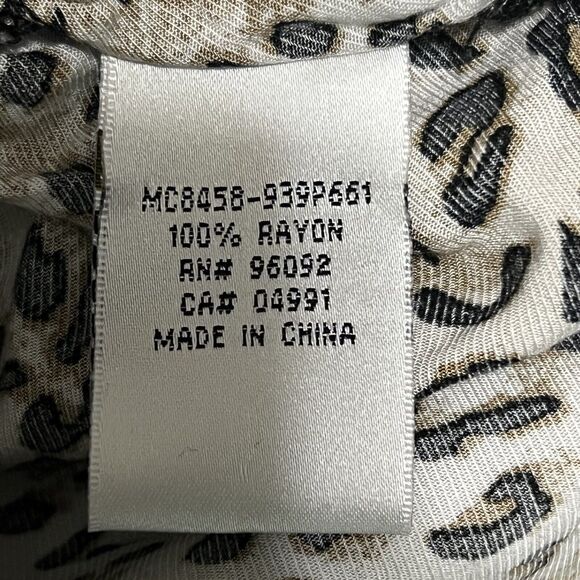 MC8458-939P661
100% RAYON
RN# 96092
CA# 04991
MADE IN CHINA